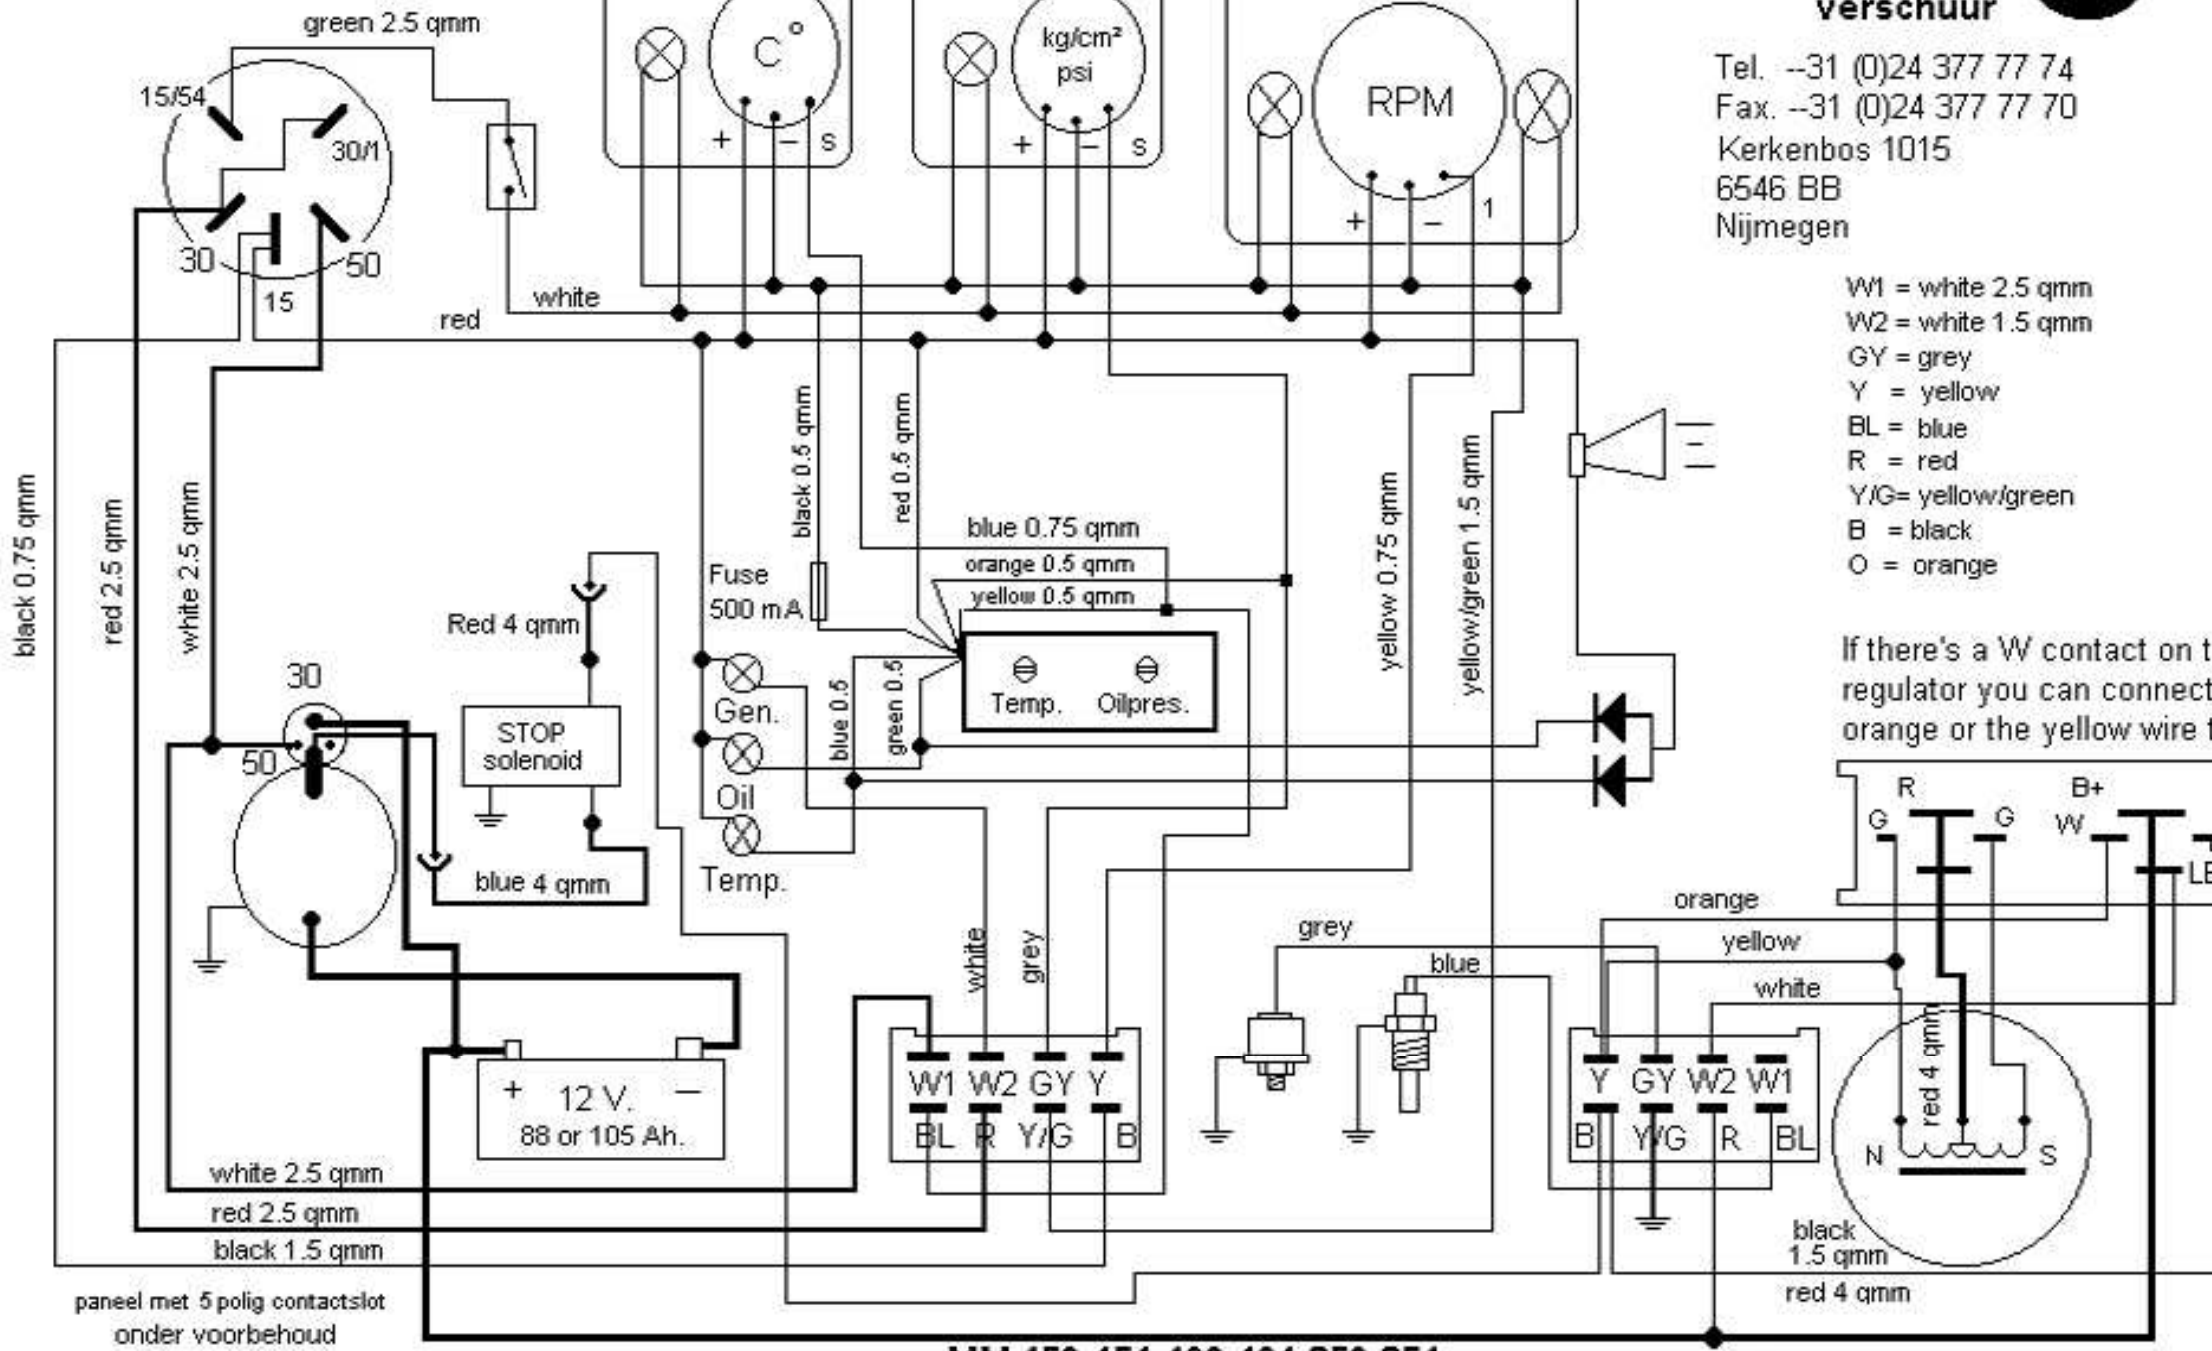 verschuur
Tel. --31 (0)24 377 77 74
Fax. --31 (0)24 377 77 70
Kerkenbos 1015
6546 BB
Nijmegen
green 2.5 qmm
15/54
30/1
30
50
15
C°
+ – s
kg/cm²
psi
+ – s
RPM
+ – 1
white
red
W1 = white 2.5 qmm
W2 = white 1.5 qmm
GY = grey
Y = yellow
BL = blue
R = red
Y/G= yellow/green
B = black
O = orange
black 0.75 qmm
red 2.5 qmm
white 2.5 qmm
black 0.5 qmm
red 0.5 qmm
yellow 0.75 qmm
yellow/green 1.5 qmm
blue 0.75 qmm
orange 0.5 qmm
yellow 0.5 qmm
Fuse
500 mA
Red 4 qmm
STOP
solenoid
blue 4 qmm
30
50
Gen.
Oil
Temp.
blue 0.5
green 0.5
Temp. Oilpres.
If there's a W contact on t
regulator you can connect
orange or the yellow wire
R B+
G G W
orange
yellow
white
grey
blue
white
grey
red 4 qmm
+ 12 V. –
88 or 105 Ah.
W1 W2 GY Y
BL R Y/G B
Y GY W2 W1
B Y/G R BL
N S
white 2.5 qmm
red 2.5 qmm
black 1.5 qmm
black
1.5 qmm
red 4 qmm
paneel met 5 polig contactslot
onder voorbehoud